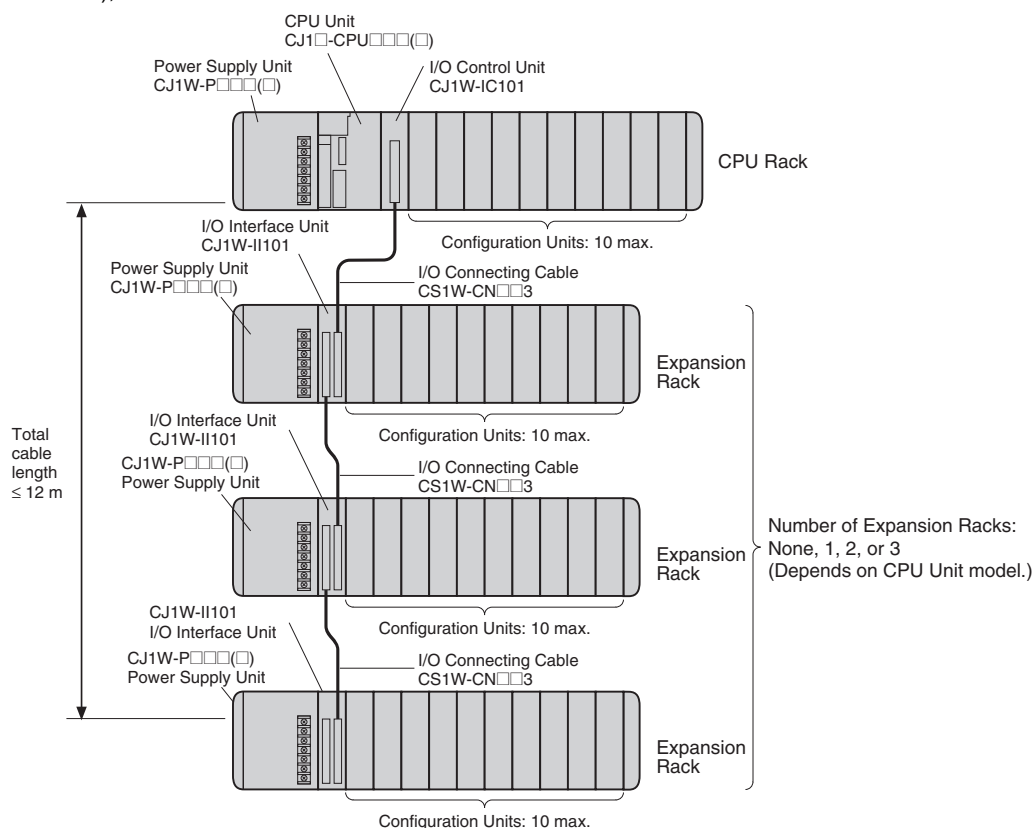 CPU Unit
CJ1□-CPU□□□(□)
Power Supply Unit
CJ1W-P□□□(□)
I/O Control Unit
CJ1W-IC101
CPU Rack
I/O Interface Unit
CJ1W-II101
Configuration Units: 10 max.
Power Supply Unit
CJ1W-P□□□(□)
I/O Connecting Cable
CS1W-CN□□3
Expansion
Rack
I/O Interface Unit
CJ1W-II101
Configuration Units: 10 max.
Total
cable
length
≤ 12 m
CJ1W-P□□□(□)
Power Supply Unit
I/O Connecting Cable
CS1W-CN□□3
Expansion
Rack
Number of Expansion Racks:
None, 1, 2, or 3
(Depends on CPU Unit model.)
CJ1W-II101
I/O Interface Unit
Configuration Units: 10 max.
CJ1W-P□□□(□)
Power Supply Unit
I/O Connecting Cable
CS1W-CN□□3
Expansion
Rack
Configuration Units: 10 max.